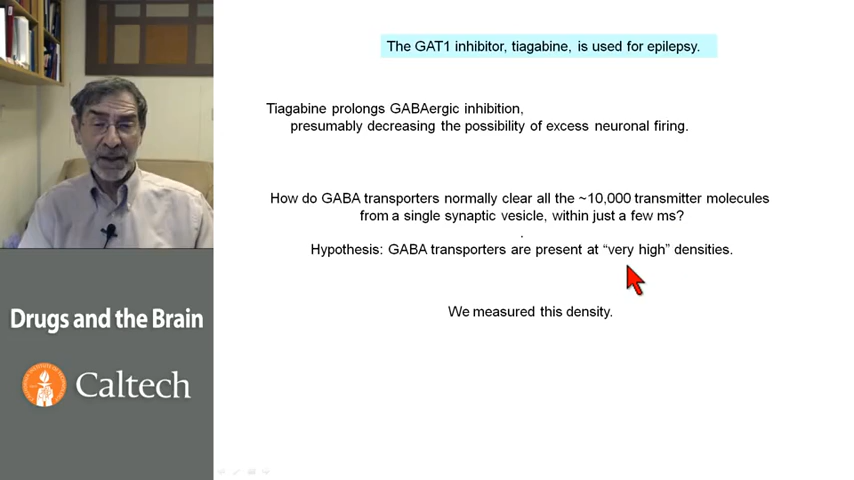 The GAT1 inhibitor, tiagabine, is used for epilepsy.
Tiagabine prolongs GABAergic inhibition,
presumably decreasing the possibility of excess neuronal firing.
How do GABA transporters normally clear all the ~10,000 transmitter molecules
from a single synaptic vesicle, within just a few ms?
Hypothesis: GABA transporters are present at “very high” densities.
We measured this density.
Drugs and the Brain
Caltech